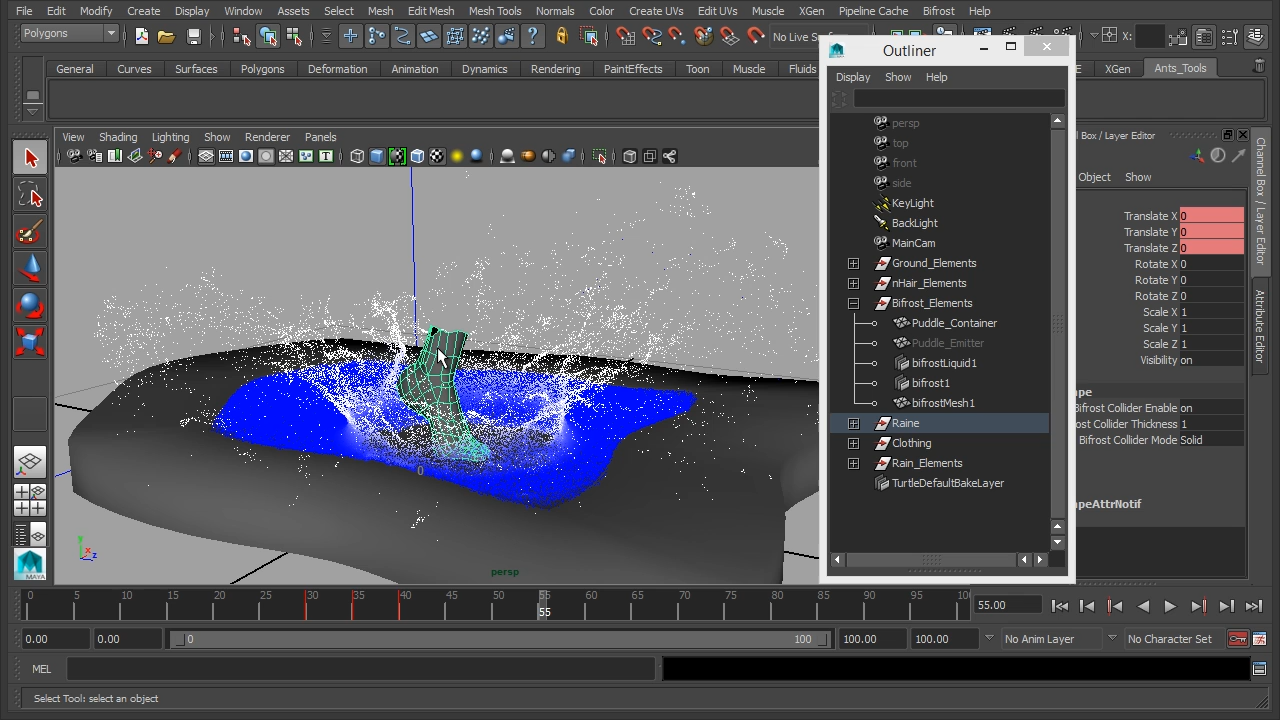 File Edit Modify Create Display Window Assets Select Mesh Edit Mesh Mesh Tools Normals Color Create UVs Edit UVs Muscle XGen Pipeline Cache Bifrost Help
Polygons
No Live
X:
General Curves Surfaces Polygons Deformation Animation Dynamics Rendering PaintEffects Toon Muscle Fluids
XGen Ants_Tools
View Shading Lighting Show Renderer Panels
persp
0
y
x
z
MAYA
Outliner
Display Show Help
persp
top
front
side
KeyLight
BackLight
MainCam
Ground_Elements
nHair_Elements
Bifrost_Elements
Puddle_Container
Puddle_Emitter
bifrostLiquid1
bifrost1
bifrostMesh1
Raine
Clothing
Rain_Elements
TurtleDefaultBakeLayer
Box / Layer Editor
Object Show
Translate X 0
Translate Y 0
Translate Z 0
Rotate X 0
Rotate Y 0
Rotate Z 0
Scale X 1
Scale Y 1
Scale Z 1
Visibility on
ape
Bifrost Collider Enable on
ost Collider Thickness 1
Bifrost Collider Mode Solid
apeAttrNotif
Channel Box / Layer Editor
Attribute Editor
0 5 10 15 20 25 30 35 40 45 50 55 60 65 70 75 80 85 90 95 10
55
55.00
0.00 0.00 0 100 100.00 100.00 No Anim Layer No Character Set
MEL
Select Tool: select an object